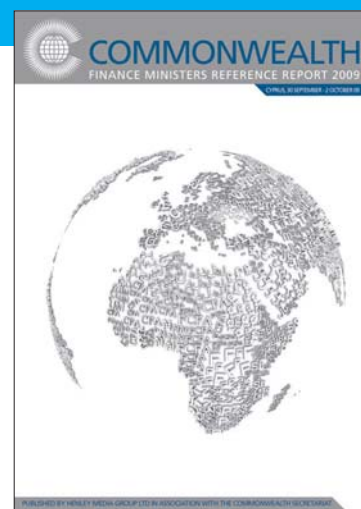 COMMONWEALTH
FINANCE MINISTERS REFERENCE REPORT 2009
CYPRUS, 30 SEPTEMBER - 2 OCTOBER 09
PUBLISHED BY HENLEY MEDIA GROUP LTD IN ASSOCIATION WITH THE COMMONWEALTH SECRETARIAT